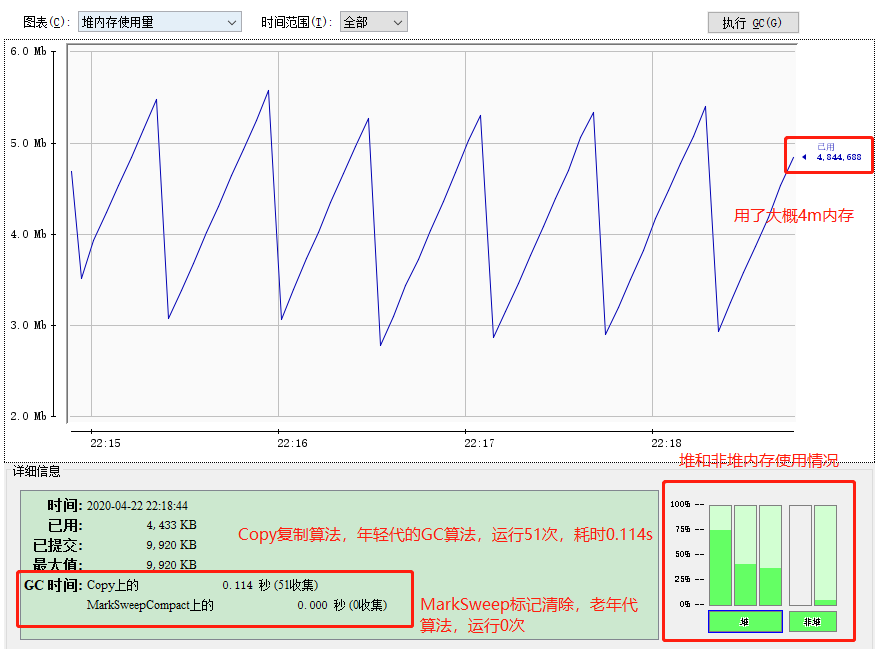 图表(C): 堆内存使用量 时间范围(I): 全部 执行 GC(G)
6.0 Mb
5.0 Mb
4.0 Mb
3.0 Mb
2.0 Mb
已用
4,844,688
用了大概4m内存
22:15 22:16 22:17 22:18
堆和非堆内存使用情况
详细信息
时间: 2020-04-22 22:18:44
已用: 4,433 KB
已提交: 9,920 KB
最大值: 9,920 KB
GC 时间: Copy上的 0.114 秒 (51收集)
MarkSweepCompact上的 0.000 秒 (0收集)
Copy复制算法，年轻代的GC算法，运行51次，耗时0.114s
MarkSweep标记清除，老年代
算法，运行0次
100% --
75% --
50% --
25% --
0% --
堆 非堆